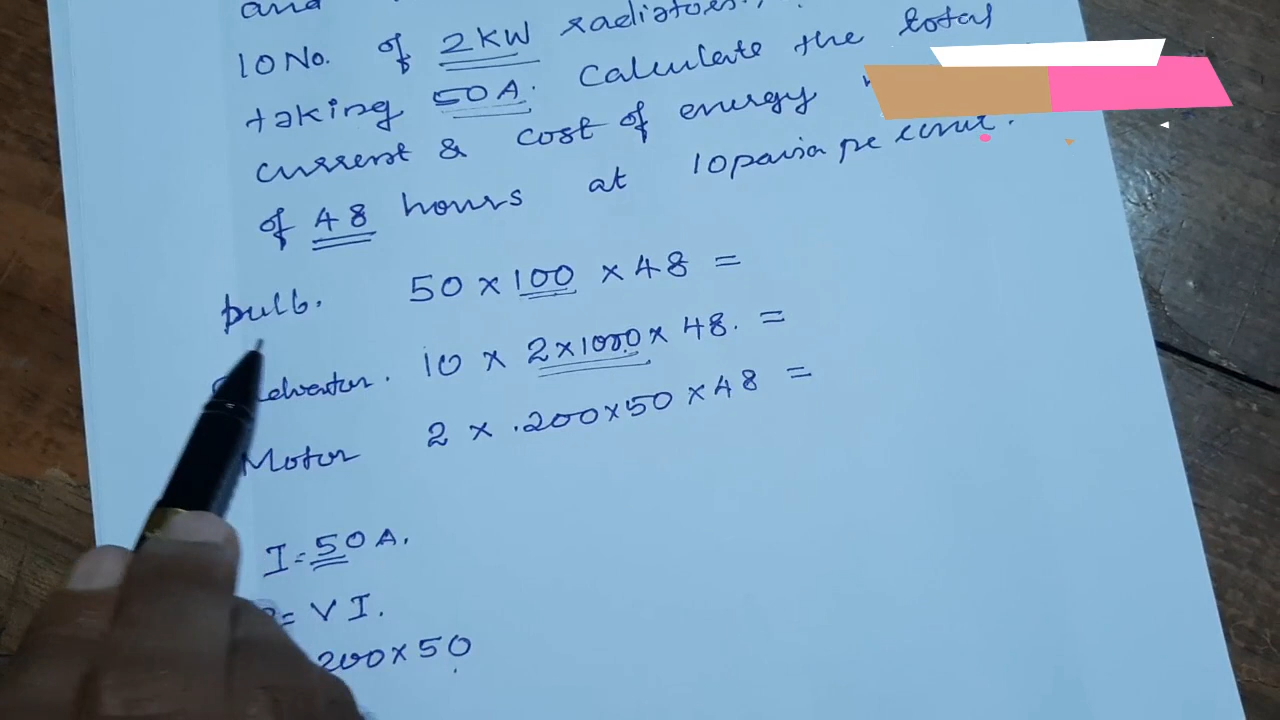 and
10 No. of 2KW radiators.
taking 50A. Calculate the total
current & cost of energy
of 48 hours at 10 paisa pe unit.
bulb. 50 × 100 × 48 =
10 × 2×1000 × 48. =
Motor 2 × .200×50 × 48 =
I = 50A.
= VI.
200×50